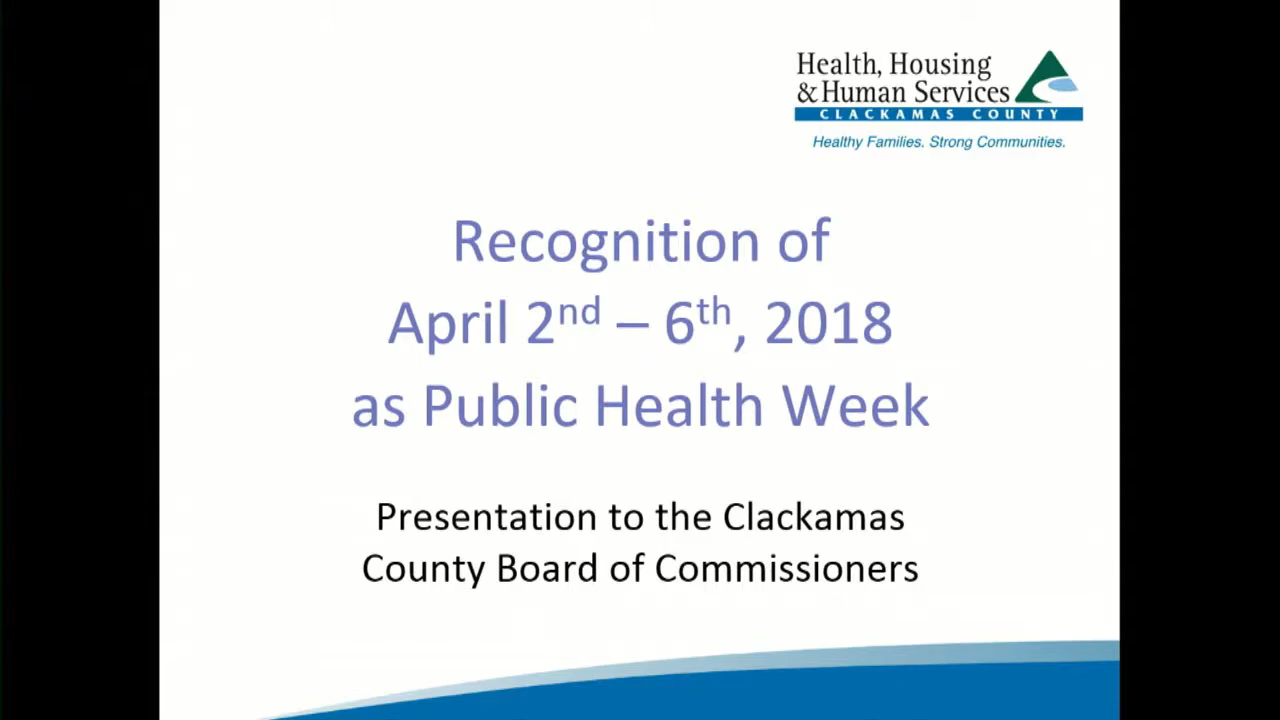 Health, Housing
& Human Services
CLACKAMAS COUNTY
Healthy Families. Strong Communities.
Recognition of
April 2nd – 6th, 2018
as Public Health Week
Presentation to the Clackamas
County Board of Commissioners